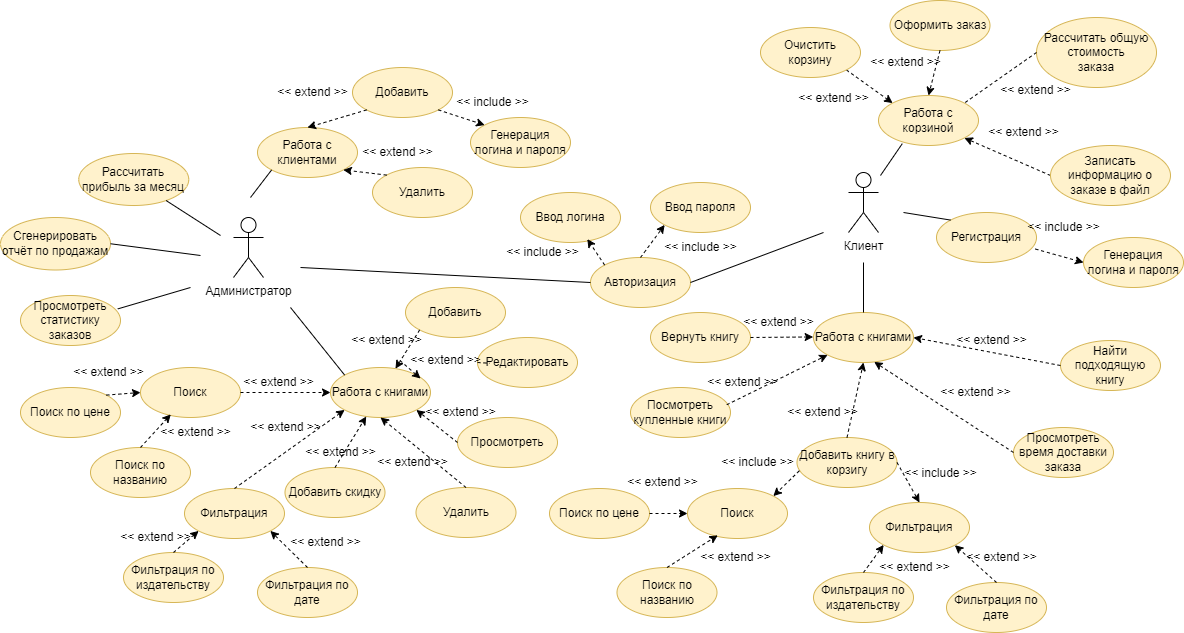 Оформить заказ
Очистить
корзину
<< extend >>
Рассчитать общую
стоимость
заказа
<< extend >>
<< extend >>
Работа с
корзиной
<< extend >>
Записать
информацию о
заказе в файл
<< extend >>
Добавить
<< include >>
Генерация
логина и пароля
Работа с
клиентами
<< extend >>
Удалить
Рассчитать
прибыль за месяц
Сгенерировать
отчёт по продажам
Просмотреть
статистику
заказов
Администратор
Ввод логина
Ввод пароля
<< include >>
<< include >>
Авторизация
Клиент
Регистрация
<< include >>
Генерация
логина и пароля
Добавить
<< extend >>
<< extend >>
Редактировать
<< extend >>
Поиск
<< extend >>
Работа с книгами
Поиск по цене
<< extend >>
<< extend >>
<< extend >>
Просмотреть
Поиск по
названию
<< extend >>
<< extend >>
Добавить скидку
Удалить
Фильтрация
<< extend >>
<< extend >>
Фильтрация по
издательству
Фильтрация по
дате
Вернуть книгу
<< extend >>
Работа с книгами
<< extend >>
Найти
подходящую
книгу
<< extend >>
Посмотреть
купленные книги
<< extend >>
<< extend >>
Просмотреть
время доставки
заказа
<< include >>
Добавить книгу в
корзигу
<< include >>
<< extend >>
Поиск по цене
Поиск
Фильтрация
<< extend >>
Поиск по
названию
<< extend >>
<< extend >>
Фильтрация по
издательству
Фильтрация по
дате